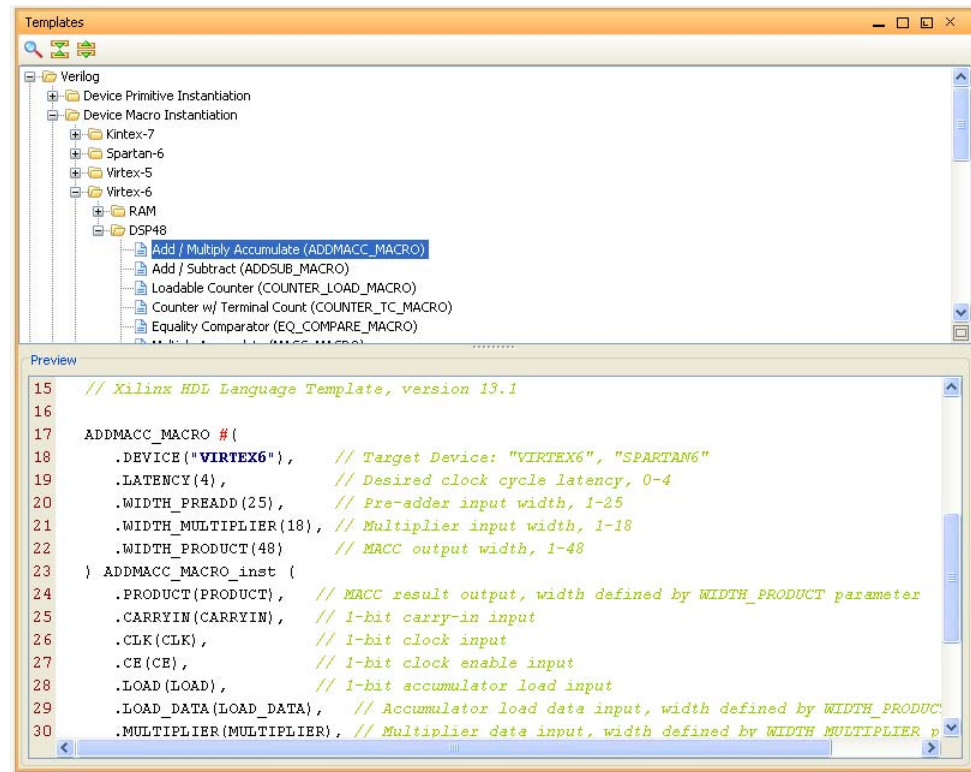 Templates
Verilog
Device Primitive Instantiation
Device Macro Instantiation
Kintex-7
Spartan-6
Virtex-5
Virtex-6
RAM
DSP48
Add / Multiply Accumulate (ADDMACC_MACRO)
Add / Subtract (ADDSUB_MACRO)
Loadable Counter (COUNTER_LOAD_MACRO)
Counter w/ Terminal Count (COUNTER_TC_MACRO)
Equality Comparator (EQ_COMPARE_MACRO)
Preview
15 // Xilinx HDL Language Template, version 13.1
16
17 ADDMACC_MACRO #(
18 .DEVICE("VIRTEX6"), // Target Device: "VIRTEX6", "SPARTAN6"
19 .LATENCY(4), // Desired clock cycle latency, 0-4
20 .WIDTH_PREADD(25), // Pre-adder input width, 1-25
21 .WIDTH_MULTIPLIER(18), // Multiplier input width, 1-18
22 .WIDTH_PRODUCT(48) // MACC output width, 1-48
23 ) ADDMACC_MACRO_inst (
24 .PRODUCT(PRODUCT), // MACC result output, width defined by WIDTH_PRODUCT parameter
25 .CARRYIN(CARRYIN), // 1-bit carry-in input
26 .CLK(CLK), // 1-bit clock input
27 .CE(CE), // 1-bit clock enable input
28 .LOAD(LOAD), // 1-bit accumulator load input
29 .LOAD_DATA(LOAD_DATA), // Accumulator load data input, width defined by WIDTH_PRODUC
30 .MULTIPLIER(MULTIPLIER), // Multiplier data input, width defined by WIDTH_MULTIPLIER p